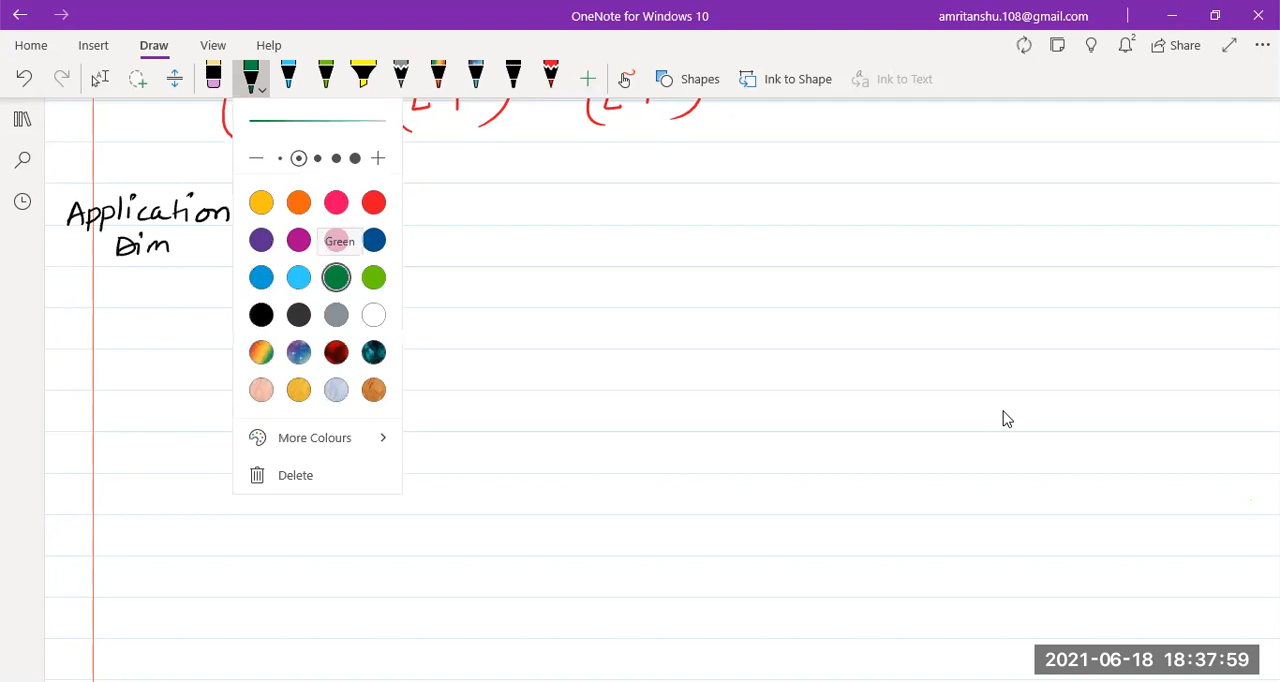 OneNote for Windows 10
amritanshu.108@gmail.com
Home Insert Draw View Help
2
Share
Shapes
Ink to Shape
Ink to Text
Green
Application
Dim
More Colours
Delete
2021-06-18 18:37:59